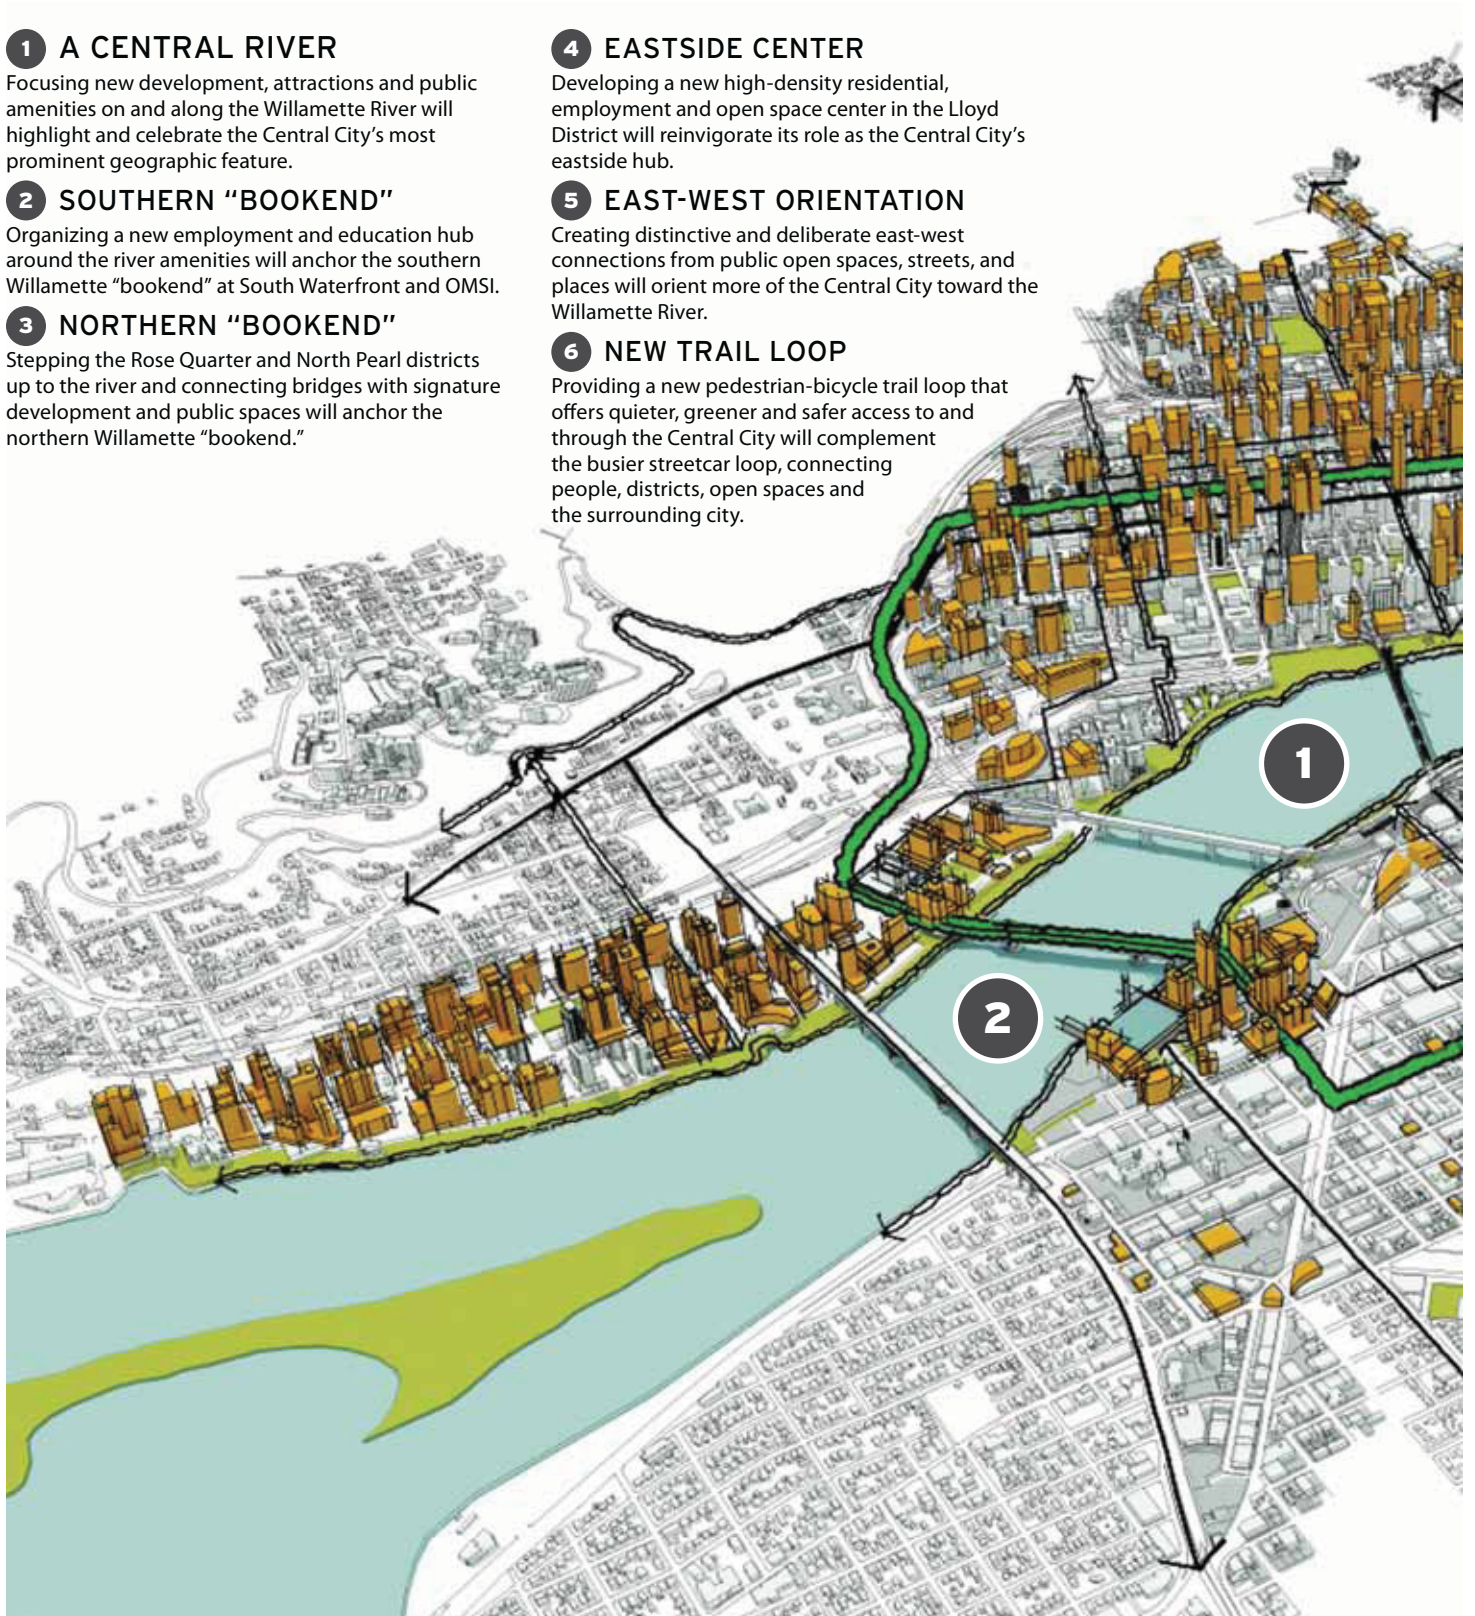 1 A CENTRAL RIVER
Focusing new development, attractions and public
amenities on and along the Willamette River will
highlight and celebrate the Central City’s most
prominent geographic feature.
2 SOUTHERN “BOOKEND”
Organizing a new employment and education hub
around the river amenities will anchor the southern
Willamette “bookend” at South Waterfront and OMSI.
3 NORTHERN “BOOKEND”
Stepping the Rose Quarter and North Pearl districts
up to the river and connecting bridges with signature
development and public spaces will anchor the
northern Willamette “bookend.”
4 EASTSIDE CENTER
Developing a new high-density residential,
employment and open space center in the Lloyd
District will reinvigorate its role as the Central City’s
eastside hub.
5 EAST-WEST ORIENTATION
Creating distinctive and deliberate east-west
connections from public open spaces, streets, and
places will orient more of the Central City toward the
Willamette River.
6 NEW TRAIL LOOP
Providing a new pedestrian-bicycle trail loop that
offers quieter, greener and safer access to and
through the Central City will complement
the busier streetcar loop, connecting
people, districts, open spaces and
the surrounding city.
1
2